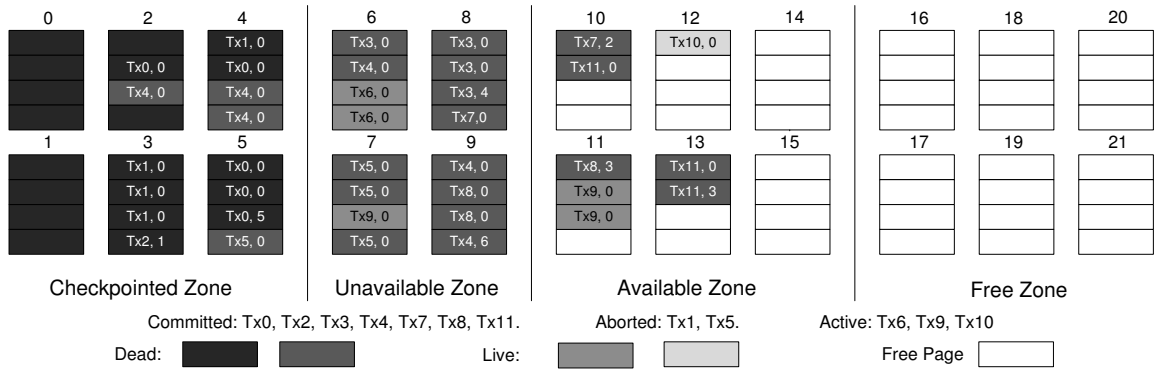 0 2 4 6 8 10 12 14 16 18 20
Tx1, 0 Tx3, 0 Tx3, 0 Tx7, 2 Tx10, 0
Tx0, 0 Tx0, 0 Tx4, 0 Tx3, 0 Tx11, 0
Tx4, 0 Tx4, 0 Tx6, 0 Tx3, 4
Tx4, 0 Tx6, 0 Tx7,0
1 3 5 7 9 11 13 15 17 19 21
Tx1, 0 Tx0, 0 Tx5, 0 Tx4, 0 Tx8, 3 Tx11, 0
Tx1, 0 Tx0, 0 Tx5, 0 Tx8, 0 Tx9, 0 Tx11, 3
Tx1, 0 Tx0, 5 Tx9, 0 Tx8, 0 Tx9, 0
Tx2, 1 Tx5, 0 Tx5, 0 Tx4, 6
Checkpointed Zone Unavailable Zone Available Zone Free Zone
Committed: Tx0, Tx2, Tx3, Tx4, Tx7, Tx8, Tx11. Aborted: Tx1, Tx5. Active: Tx6, Tx9, Tx10
Dead: Live: Free Page